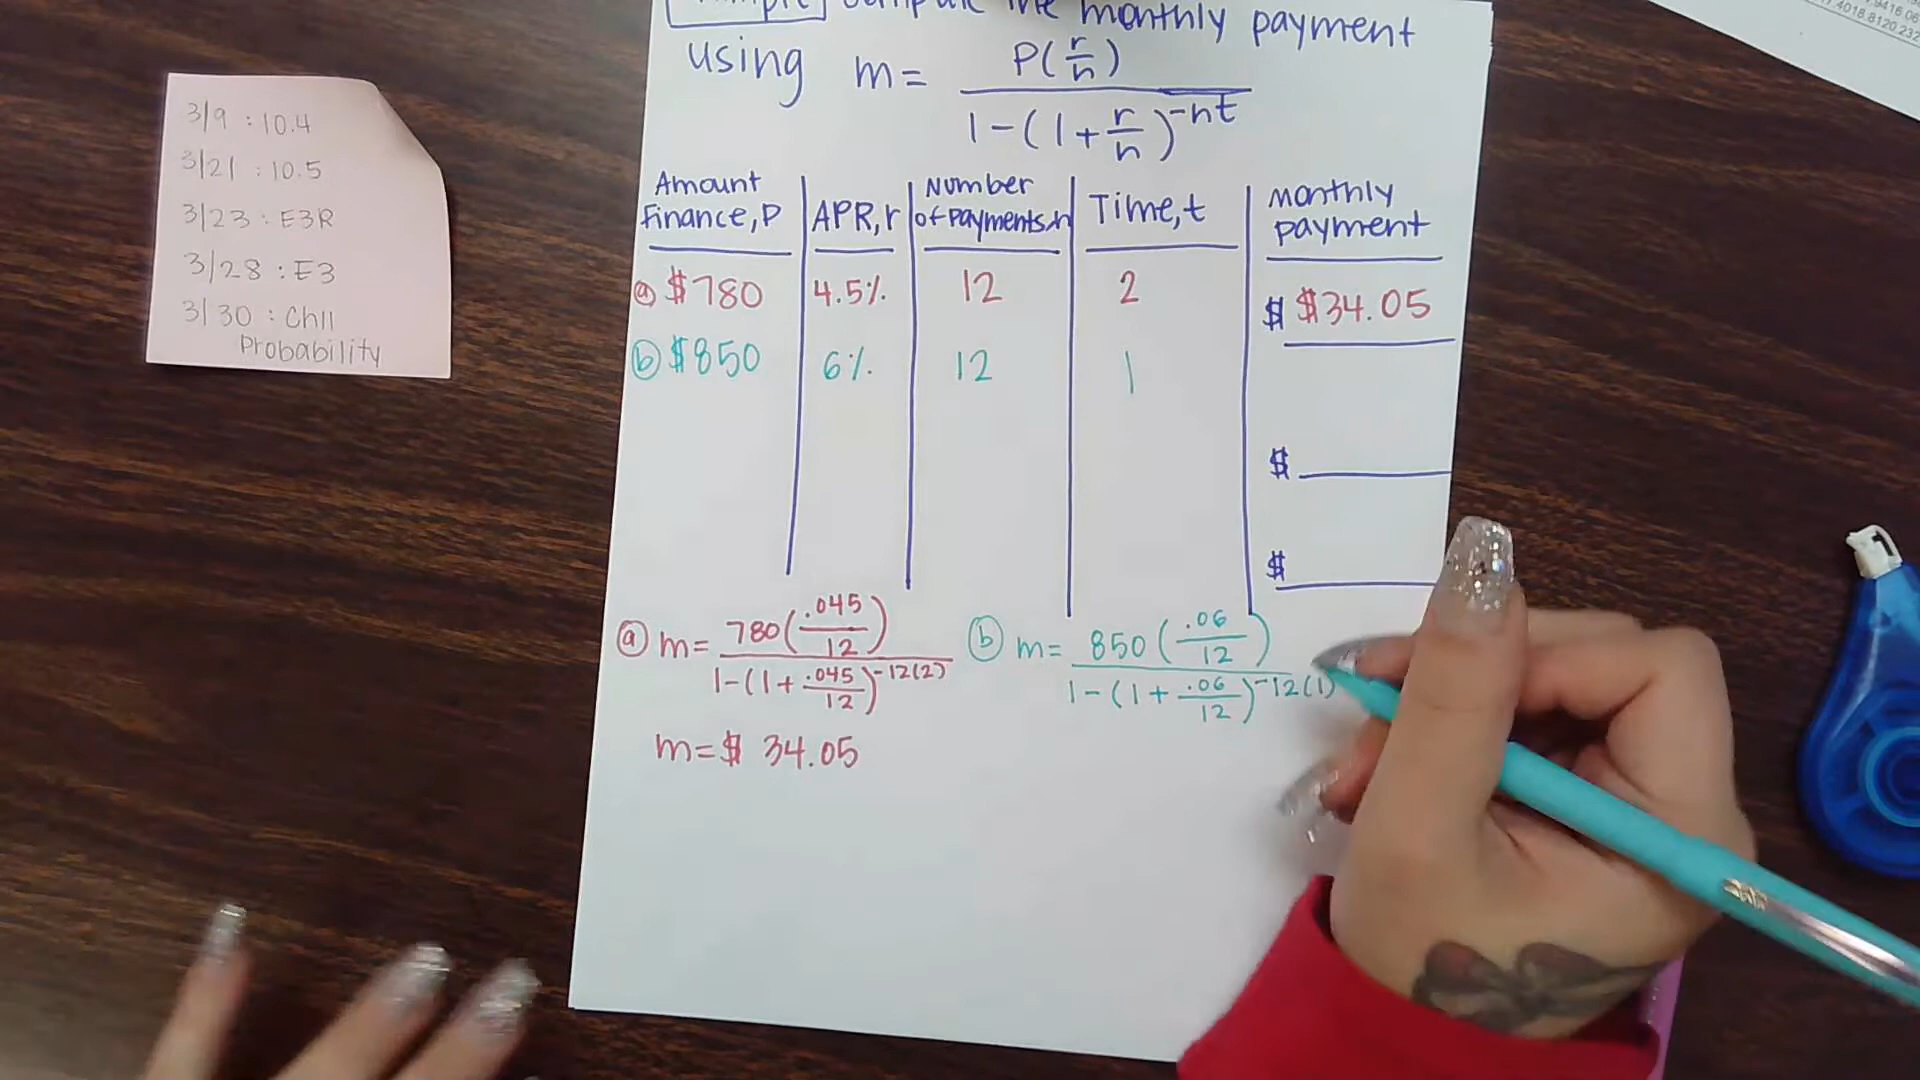 3/9 : 10.4
3/21 : 10.5
3/23 : E3R
3/28 : E3
3/30 : Ch11
Probability
the monthly payment
using m = P(r/n) / 1-(1+r/n)^-nt
Amount Finance, P | APR, r | Number of payments, n | Time, t | monthly payment
ⓐ $780 | 4.5% | 12 | 2 | $ $34.05
ⓑ $850 | 6% | 12 | 1
$
$
ⓐ m = 780(.045/12) / 1-(1+.045/12)^-12(2)
m = $ 34.05
ⓑ m = 850(.06/12) / 1-(1+.06/12)^-12(1)